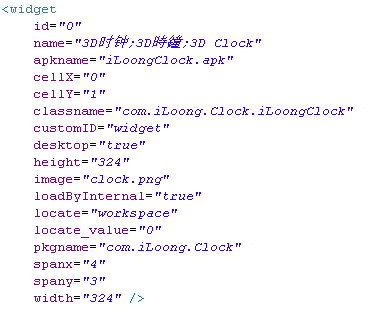 <widget
id="0"
name="3D时钟;3D時鐘;3D Clock"
apkname="iLoongClock.apk"
cellX="0"
cellY="1"
classname="com.iLoong.Clock.iLoongClock"
customID="widget"
desktop="true"
height="324"
image="clock.png"
loadByInternal="true"
locate="workspace"
locate_value="0"
pkgname="com.iLoong.Clock"
spanx="4"
spany="3"
width="324" />